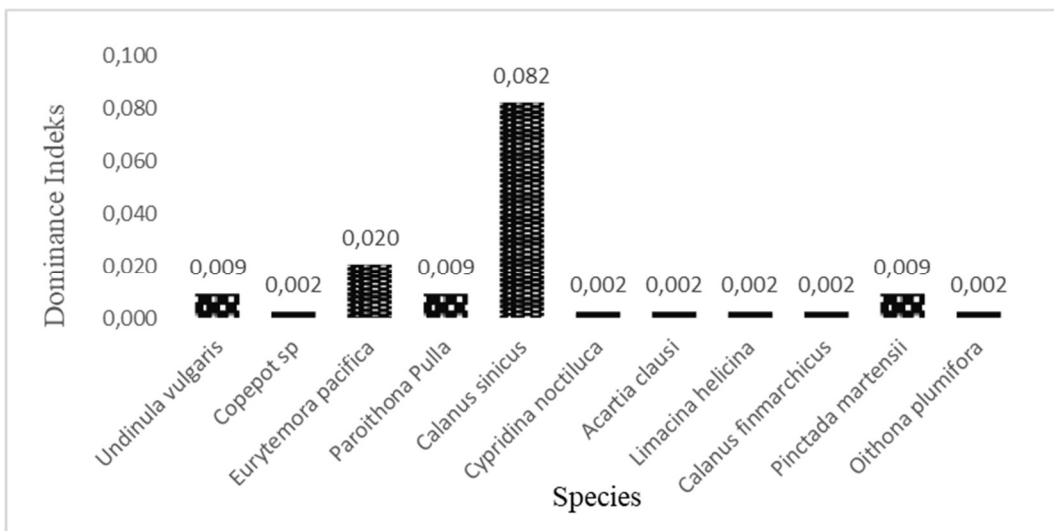 Dominance Indeks
0,100
0,080
0,060
0,040
0,020
0,000
0,009
0,002
0,020
0,009
0,082
0,002
0,002
0,002
0,002
0,009
0,002
Undinula vulgaris
Copepot sp
Eurytemora pacifica
Paroithona Pulla
Calanus sinicus
Cypridina noctiluca
Acartia clausi
Limacina helicina
Calanus finmarchicus
Pinctada martensii
Oithona plumifora
Species